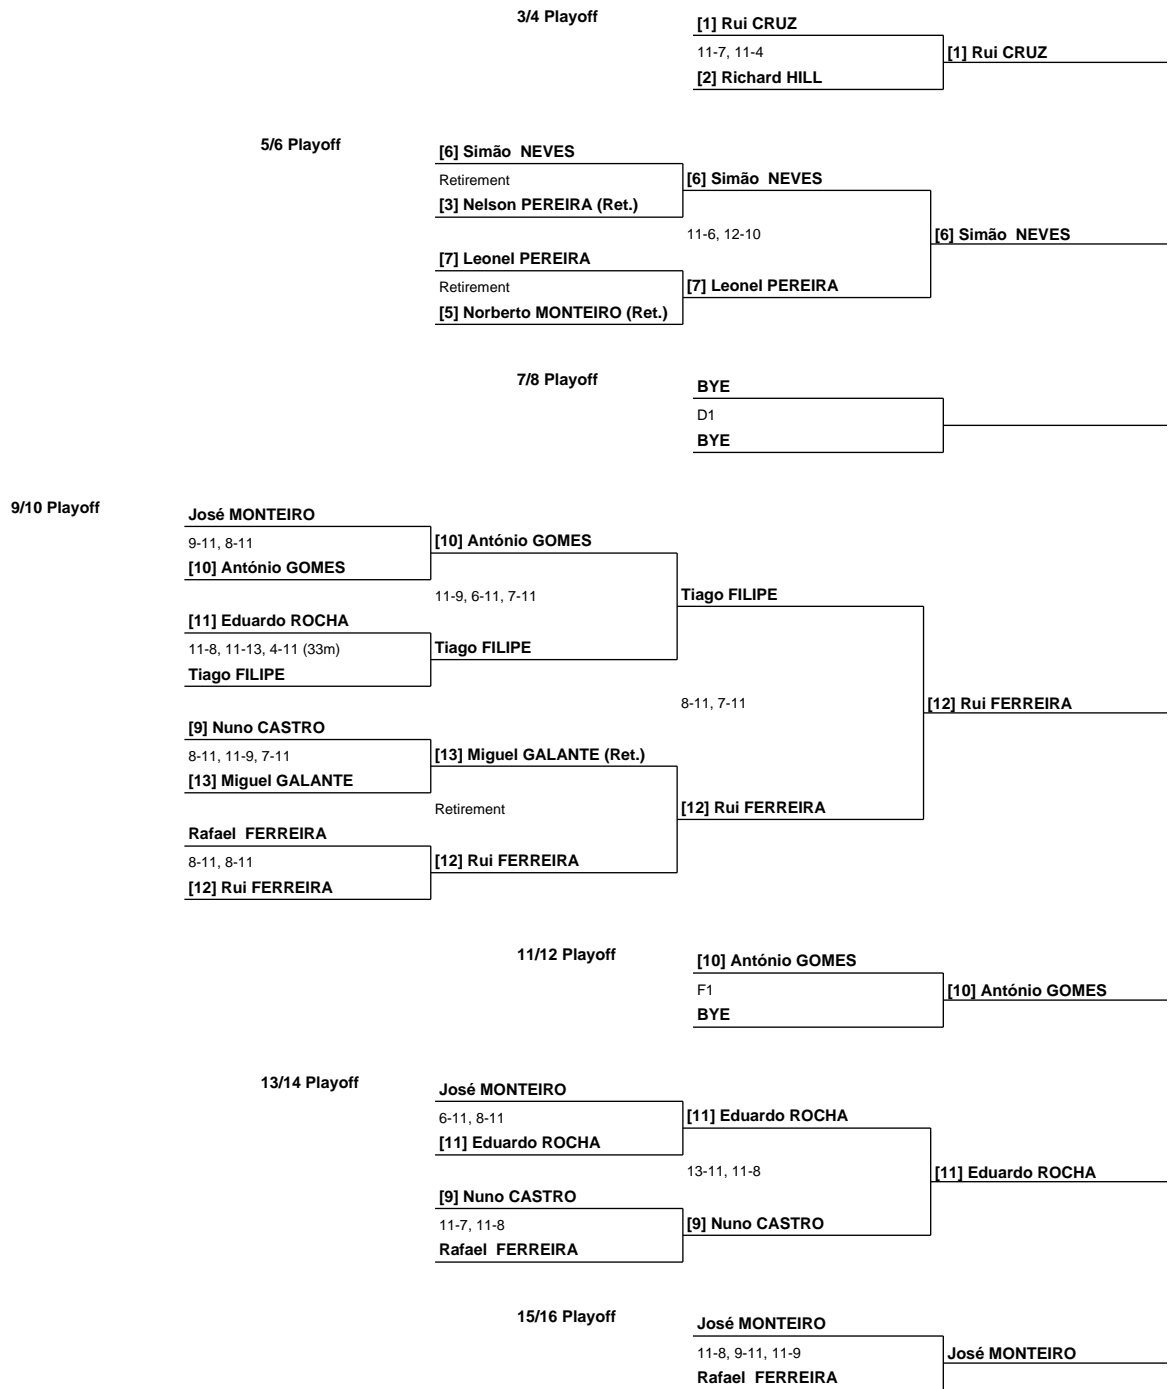 3/4 Playoff
[1] Rui CRUZ
11-7, 11-4
[1] Rui CRUZ
[2] Richard HILL
5/6 Playoff
[6] Simão  NEVES
Retirement
[6] Simão  NEVES
[3] Nelson PEREIRA (Ret.)
11-6, 12-10
[6] Simão  NEVES
[7] Leonel PEREIRA
Retirement
[7] Leonel PEREIRA
[5] Norberto MONTEIRO (Ret.)
7/8 Playoff
BYE
D1
BYE
9/10 Playoff
José MONTEIRO
9-11, 8-11
[10] António GOMES
[10] António GOMES
11-9, 6-11, 7-11
Tiago FILIPE
[11] Eduardo ROCHA
11-8, 11-13, 4-11 (33m)
Tiago FILIPE
Tiago FILIPE
8-11, 7-11
[12] Rui FERREIRA
[9] Nuno CASTRO
8-11, 11-9, 7-11
[13] Miguel GALANTE (Ret.)
[13] Miguel GALANTE
Retirement
[12] Rui FERREIRA
Rafael  FERREIRA
8-11, 8-11
[12] Rui FERREIRA
[12] Rui FERREIRA
11/12 Playoff
[10] António GOMES
F1
[10] António GOMES
BYE
13/14 Playoff
José MONTEIRO
6-11, 8-11
[11] Eduardo ROCHA
[11] Eduardo ROCHA
13-11, 11-8
[11] Eduardo ROCHA
[9] Nuno CASTRO
11-7, 11-8
[9] Nuno CASTRO
Rafael  FERREIRA
15/16 Playoff
José MONTEIRO
11-8, 9-11, 11-9
José MONTEIRO
Rafael  FERREIRA